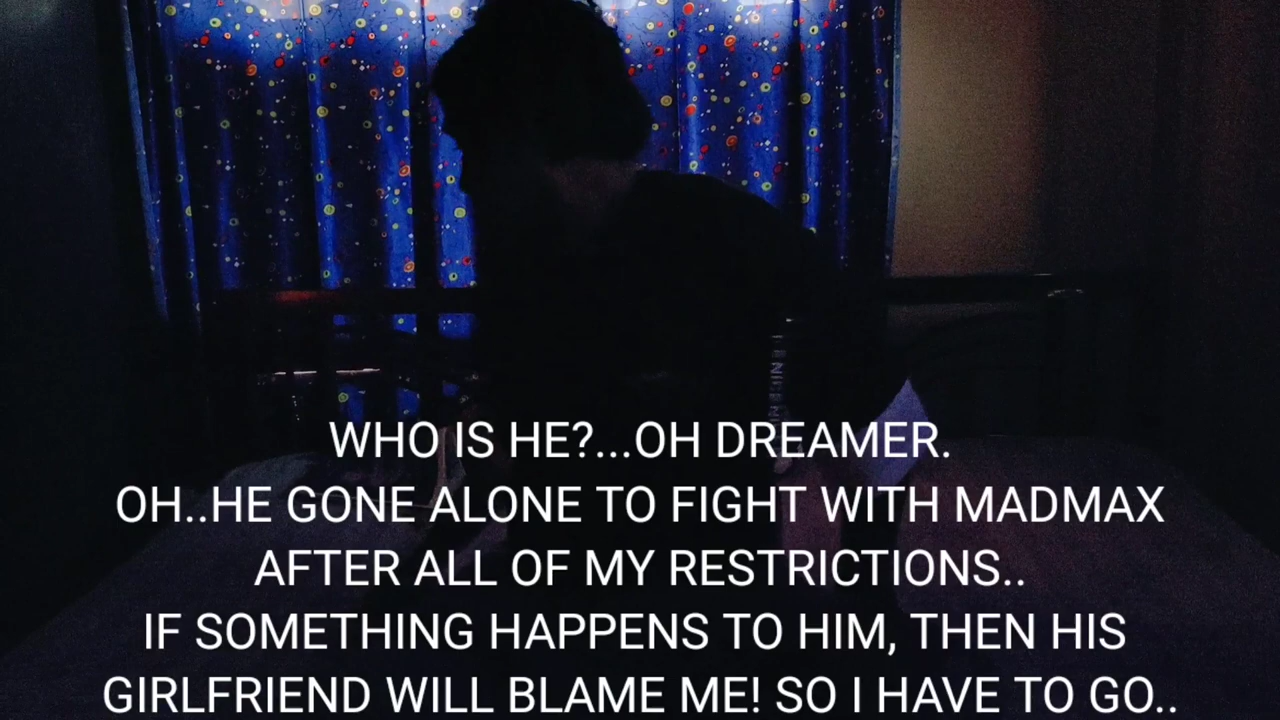 WHO IS HE?...OH DREAMER.
OH..HE GONE ALONE TO FIGHT WITH MADMAX
AFTER ALL OF MY RESTRICTIONS..
IF SOMETHING HAPPENS TO HIM, THEN HIS
GIRLFRIEND WILL BLAME ME! SO I HAVE TO GO..